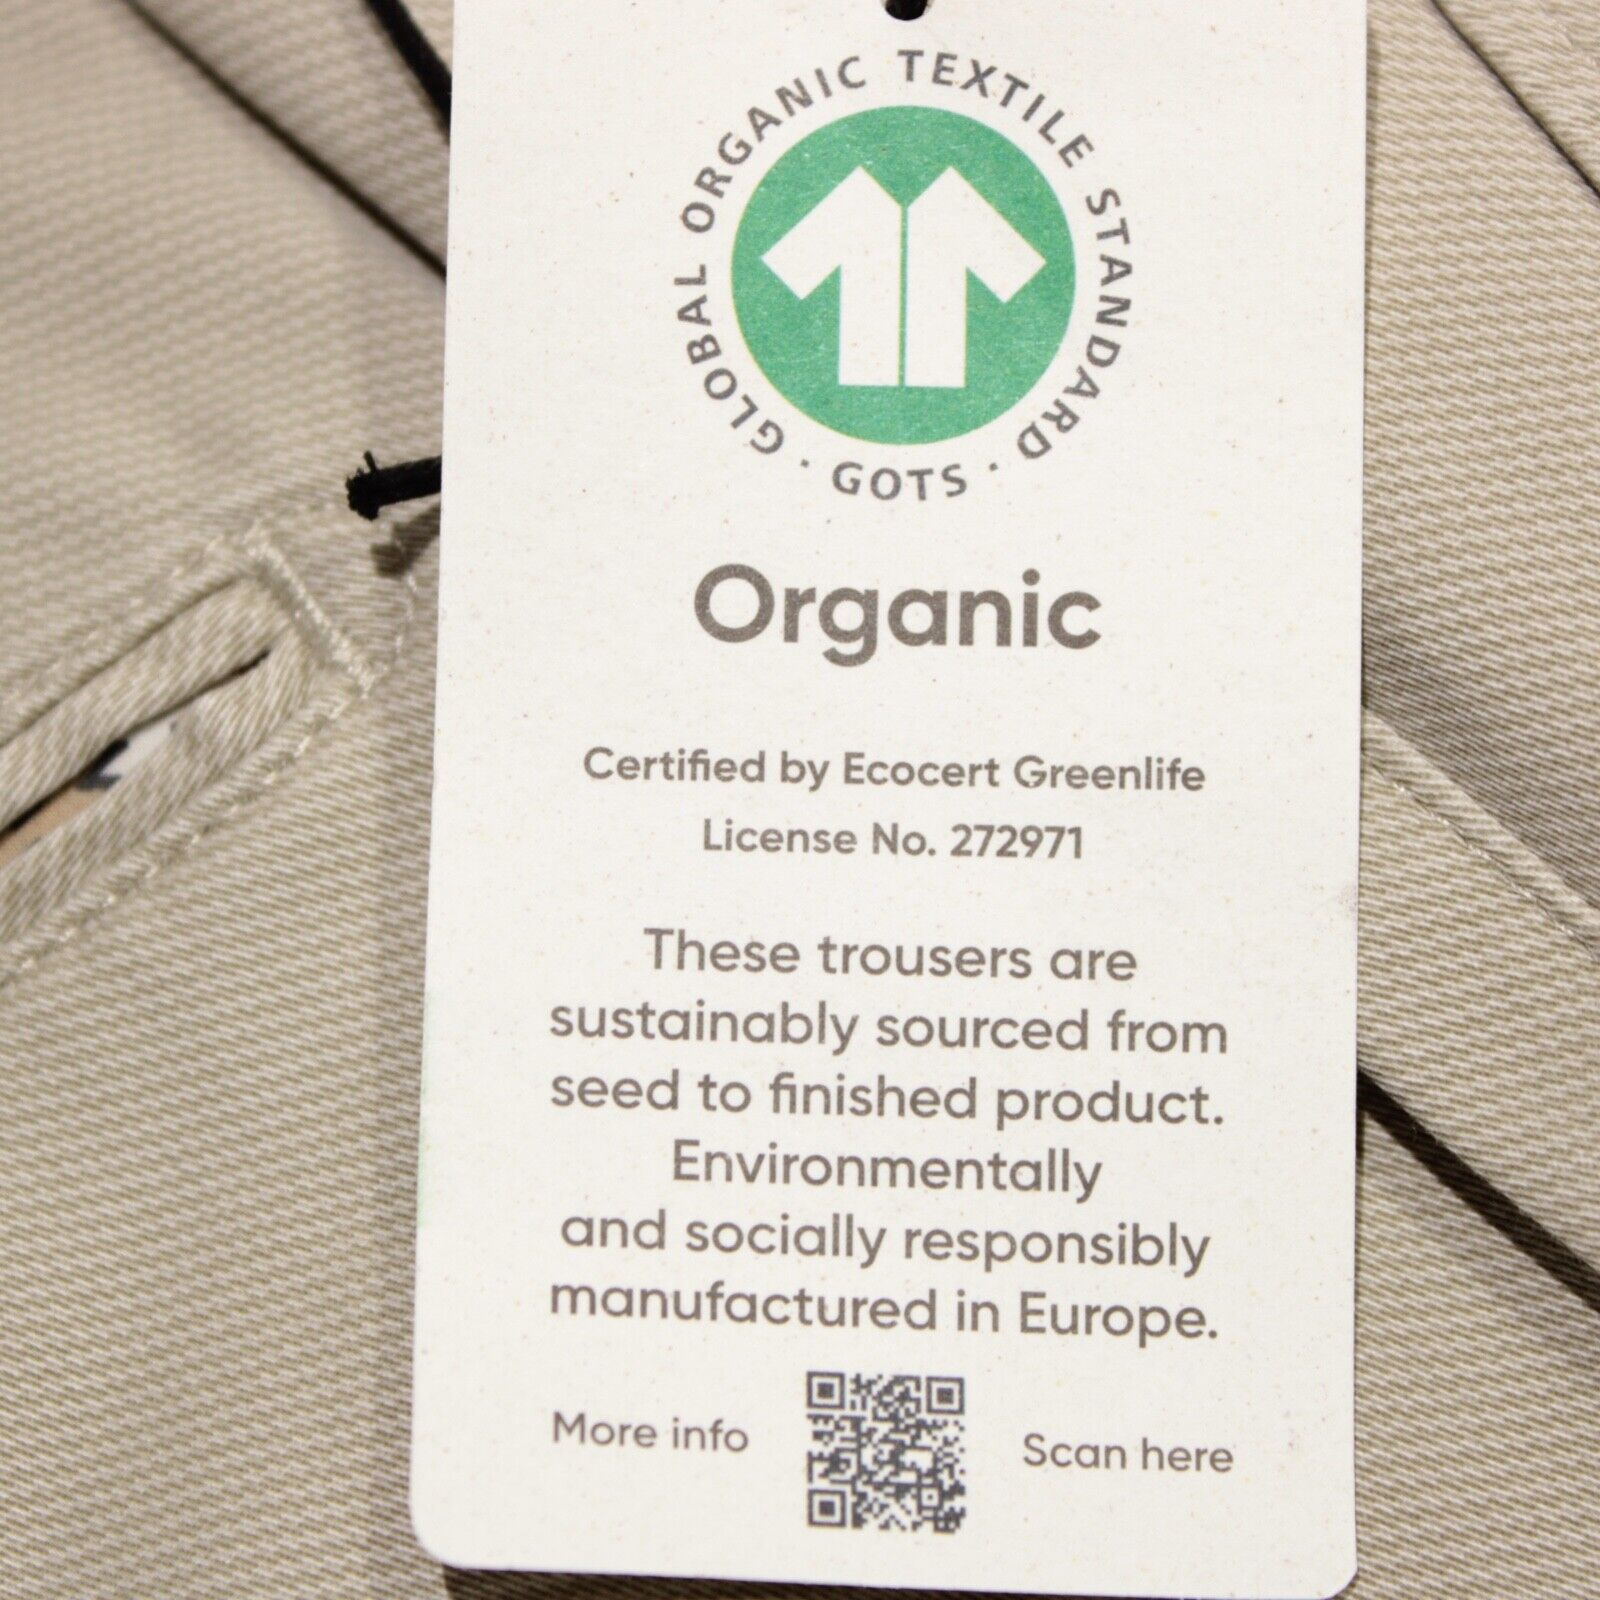 GLOBAL ORGANIC TEXTILE STANDARD · GOTS ·
Organic
Certified by Ecocert Greenlife
License No. 272971
These trousers are
sustainably sourced from
seed to finished product.
Environmentally
and socially responsibly
manufactured in Europe.
More info
Scan here